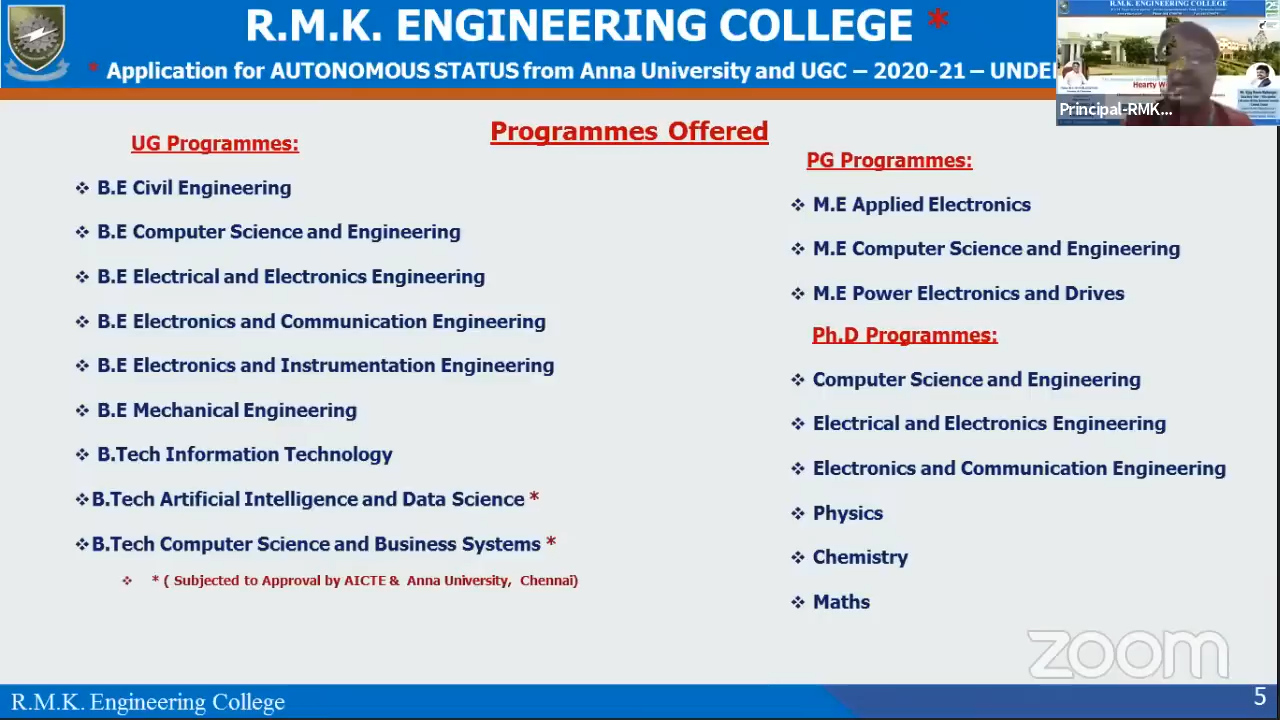 R.M.K. ENGINEERING COLLEGE *
* Application for AUTONOMOUS STATUS from Anna University and UGC – 2020-21 – UNDE
R.M.K. ENGINEERING COLLEGE
Hearty W
Principal-RMK...
Programmes Offered
UG Programmes:
❖ B.E Civil Engineering
❖ B.E Computer Science and Engineering
❖ B.E Electrical and Electronics Engineering
❖ B.E Electronics and Communication Engineering
❖ B.E Electronics and Instrumentation Engineering
❖ B.E Mechanical Engineering
❖ B.Tech Information Technology
❖B.Tech Artificial Intelligence and Data Science *
❖B.Tech Computer Science and Business Systems *
❖ * ( Subjected to Approval by AICTE & Anna University, Chennai)
PG Programmes:
❖ M.E Applied Electronics
❖ M.E Computer Science and Engineering
❖ M.E Power Electronics and Drives
Ph.D Programmes:
❖ Computer Science and Engineering
❖ Electrical and Electronics Engineering
❖ Electronics and Communication Engineering
❖ Physics
❖ Chemistry
❖ Maths
zoom
R.M.K. Engineering College
5